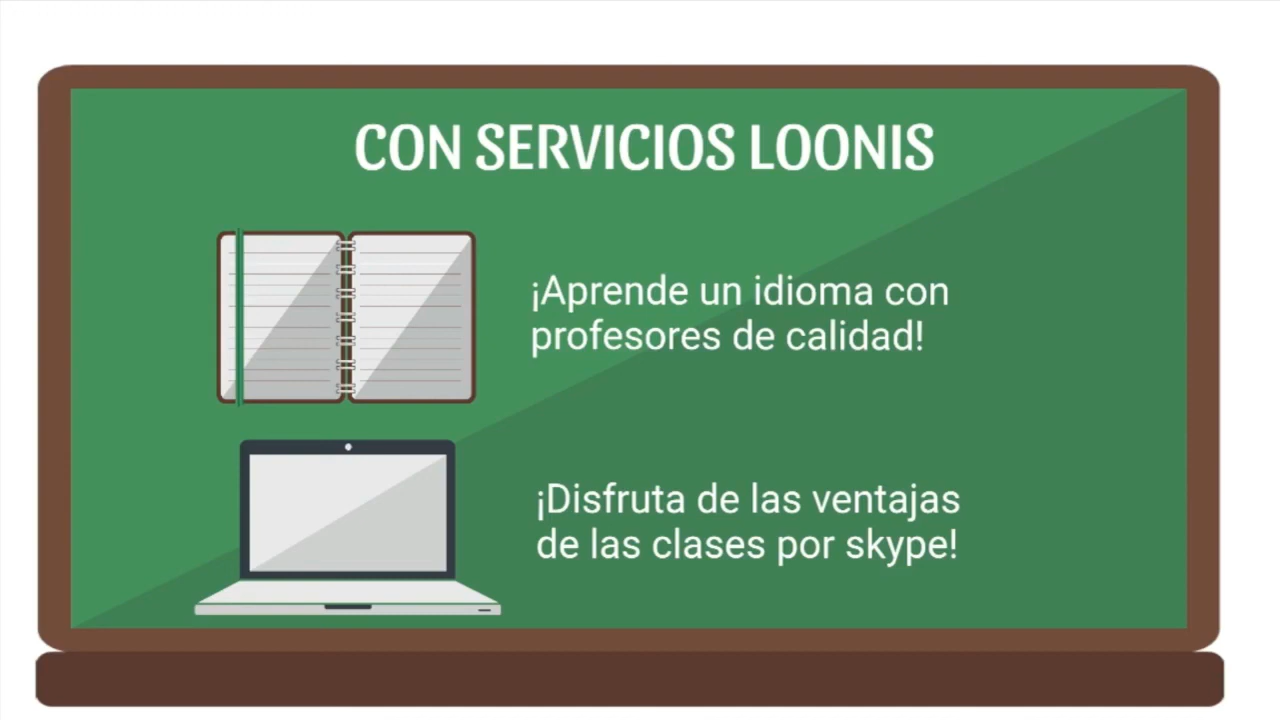 CON SERVICIOS LOONIS
¡Aprende un idioma con
profesores de calidad!
¡Disfruta de las ventajas
de las clases por skype!